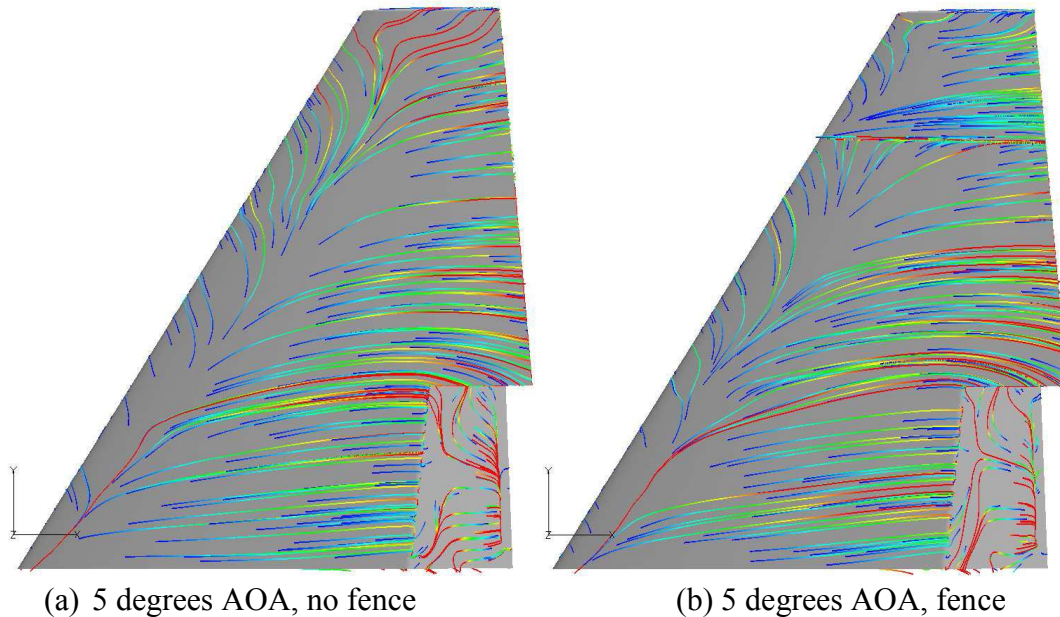 Y
Z X
Y
Z X
(a) 5 degrees AOA, no fence
(b) 5 degrees AOA, fence